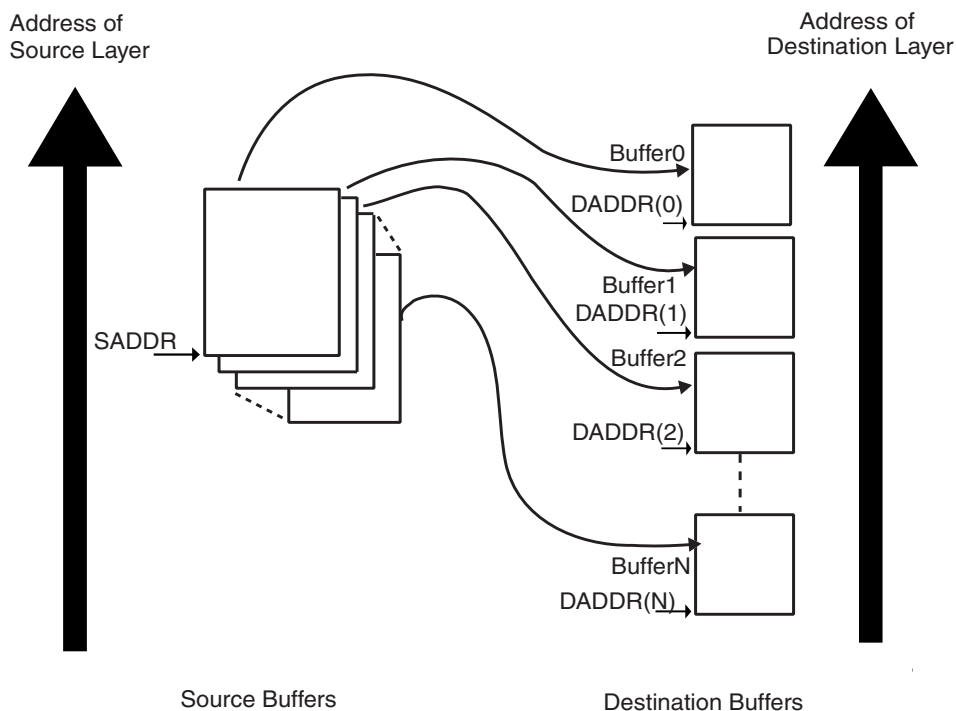 Address of
Source Layer
Address of
Destination Layer
Buffer0
DADDR(0)
Buffer1
DADDR(1)
SADDR
Buffer2
DADDR(2)
BufferN
DADDR(N)
Source Buffers
Destination Buffers